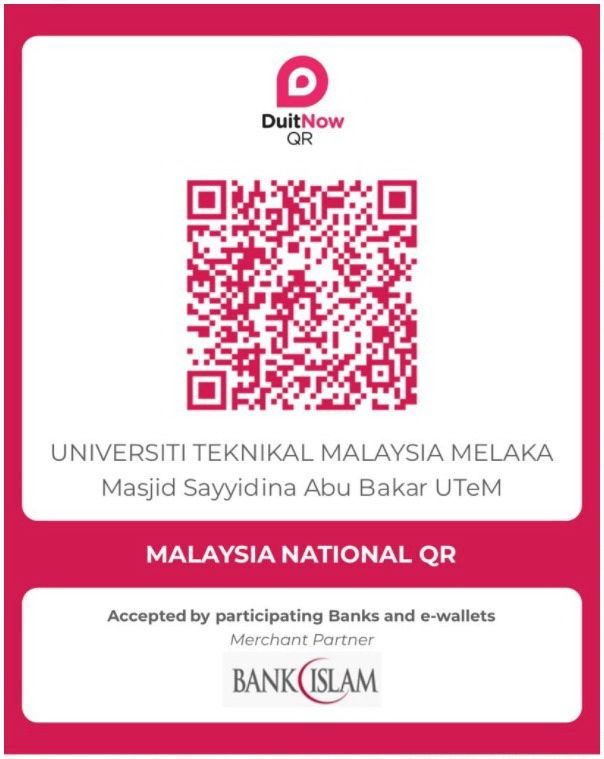 DuitNow
QR
UNIVERSITI TEKNIKAL MALAYSIA MELAKA
Masjid Sayyidina Abu Bakar UTeM
MALAYSIA NATIONAL QR
Accepted by participating Banks and e-wallets
Merchant Partner
BANK ISLAM